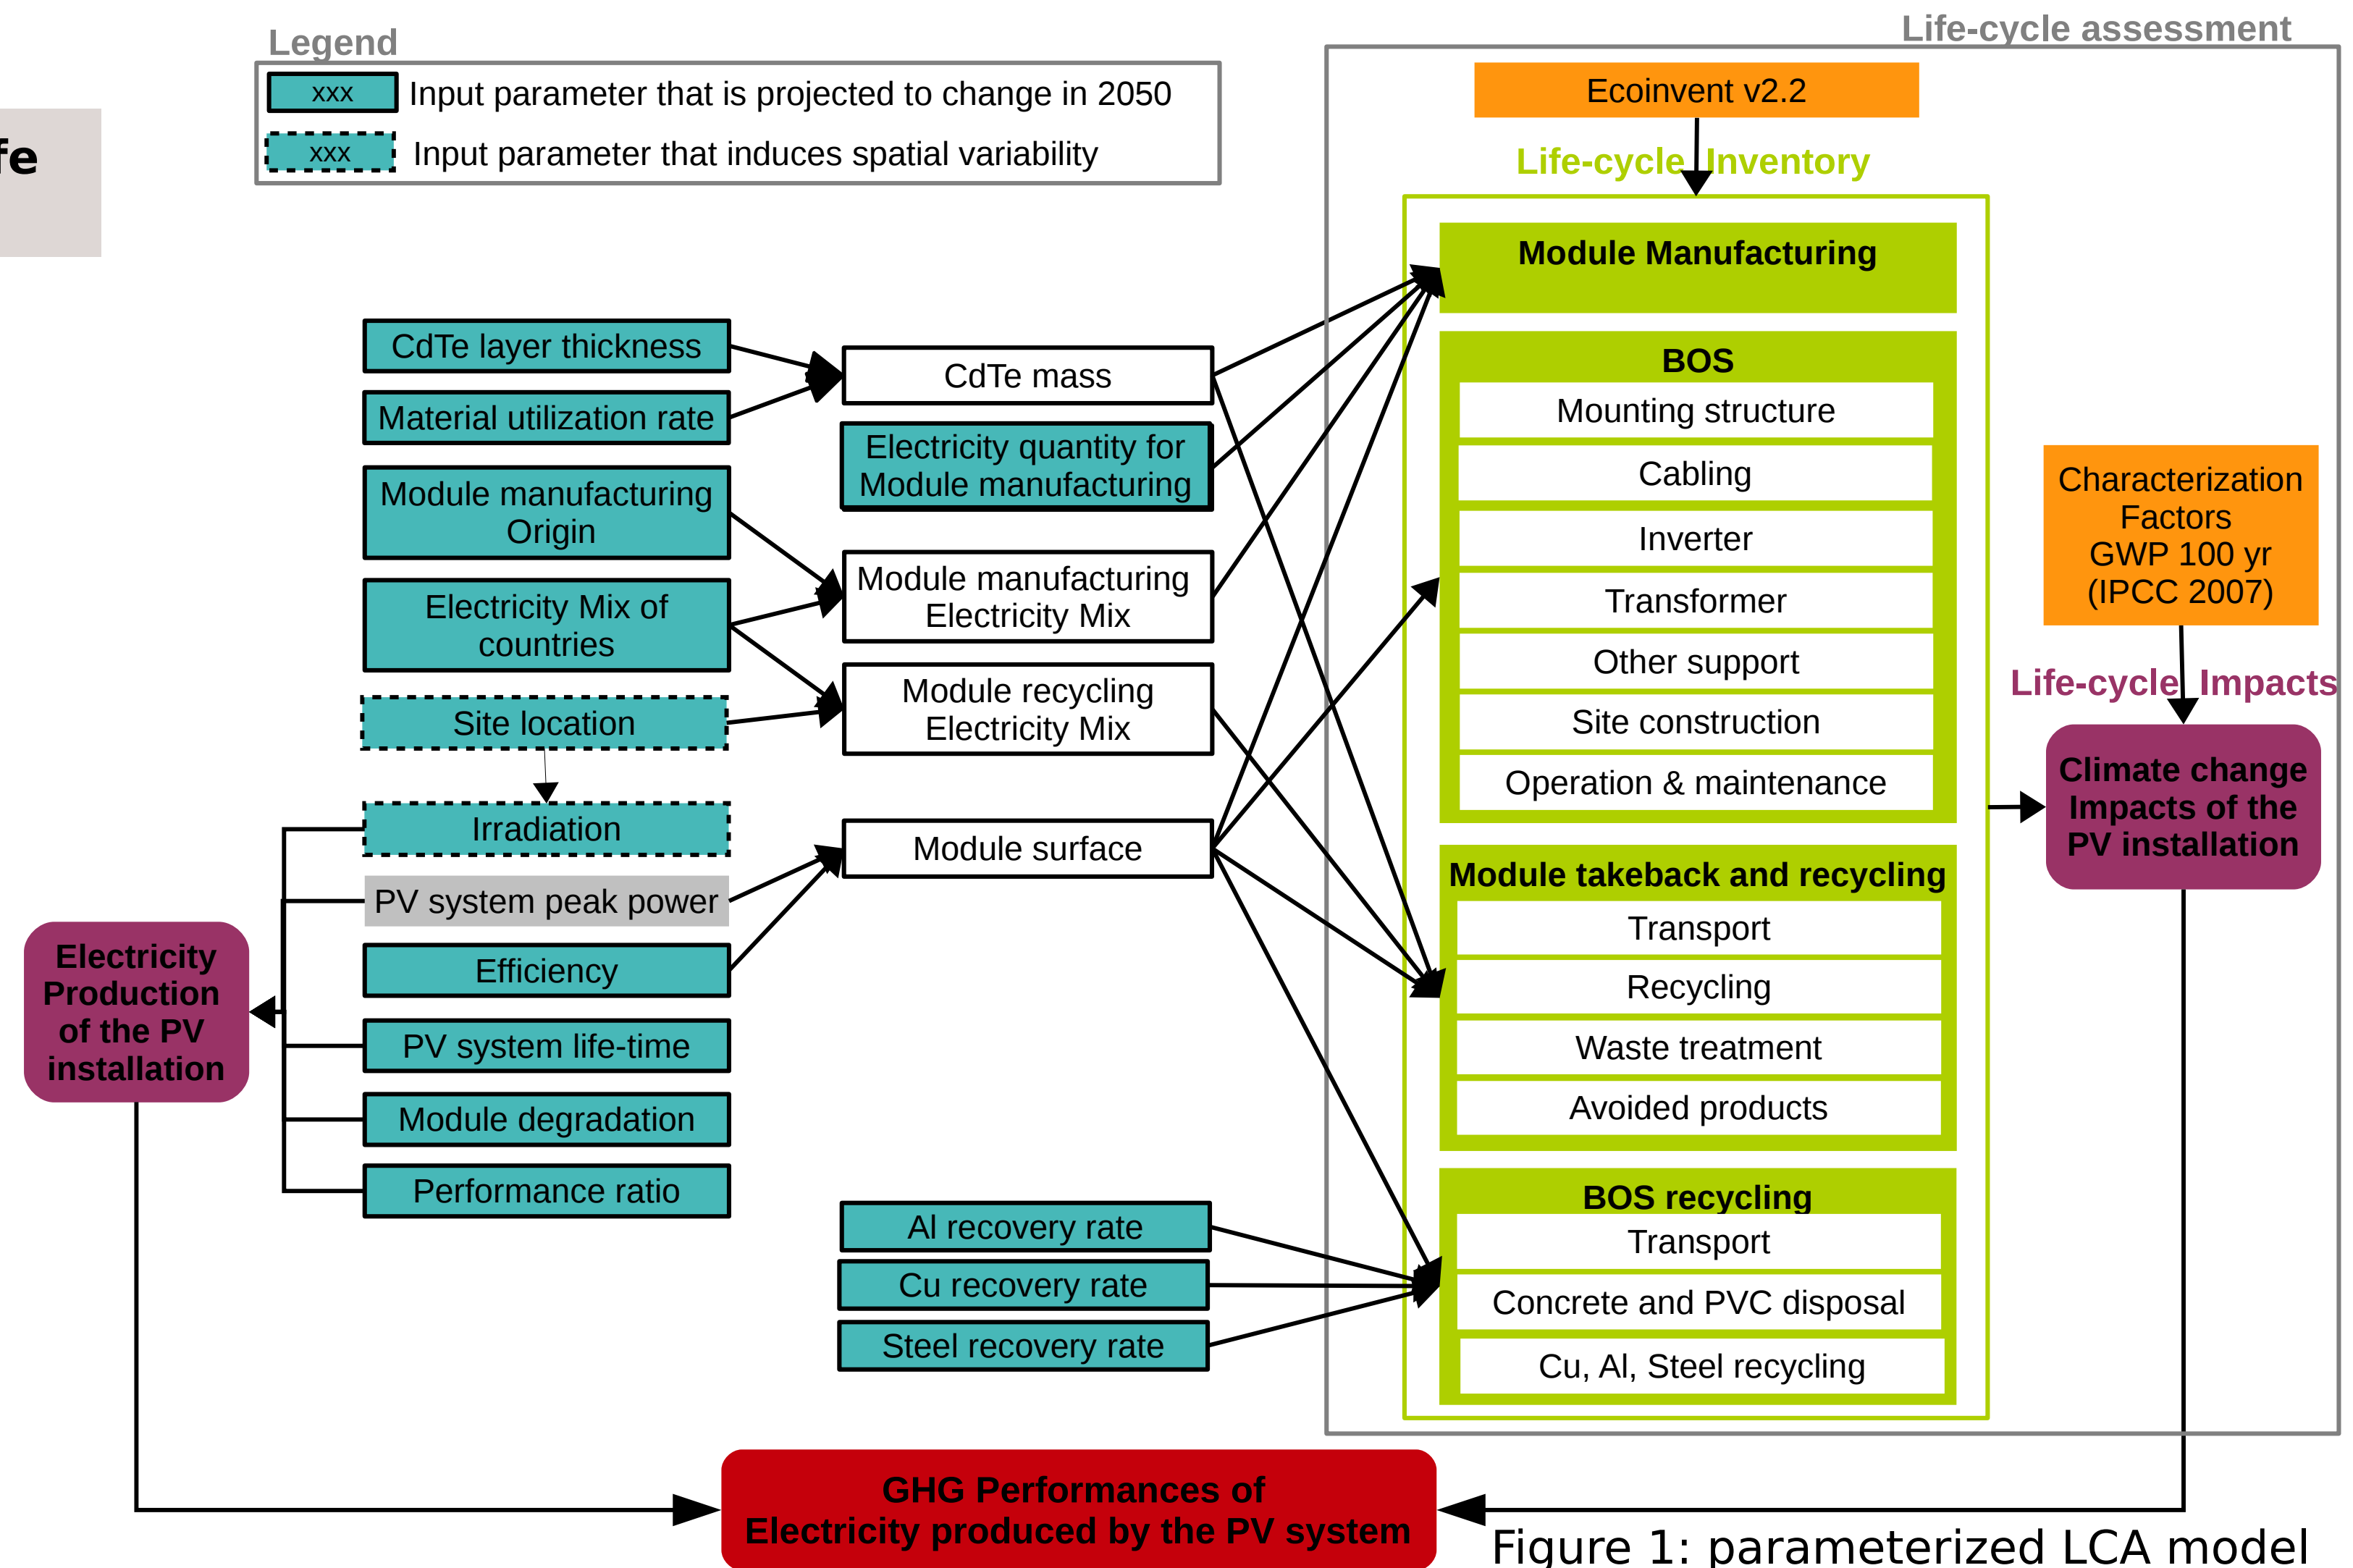 Life-cycle assessment
Legend
xxx Input parameter that is projected to change in 2050
xxx Input parameter that induces spatial variability
fe
Ecoinvent v2.2
Life-cycle Inventory
Module Manufacturing
CdTe layer thickness
Material utilization rate
Module manufacturing
Origin
Electricity Mix of
countries
Site location
Irradiation
PV system peak power
Efficiency
PV system life-time
Module degradation
Performance ratio
Electricity
Production
of the PV
installation
CdTe mass
Electricity quantity for
Module manufacturing
Module manufacturing
Electricity Mix
Module recycling
Electricity Mix
Module surface
Al recovery rate
Cu recovery rate
Steel recovery rate
BOS
Mounting structure
Cabling
Inverter
Transformer
Other support
Site construction
Operation & maintenance
Module takeback and recycling
Transport
Recycling
Waste treatment
Avoided products
BOS recycling
Transport
Concrete and PVC disposal
Cu, Al, Steel recycling
Characterization
Factors
GWP 100 yr
(IPCC 2007)
Life-cycle Impacts
Climate change
Impacts of the
PV installation
GHG Performances of
Electricity produced by the PV system
Figure 1: parameterized LCA model